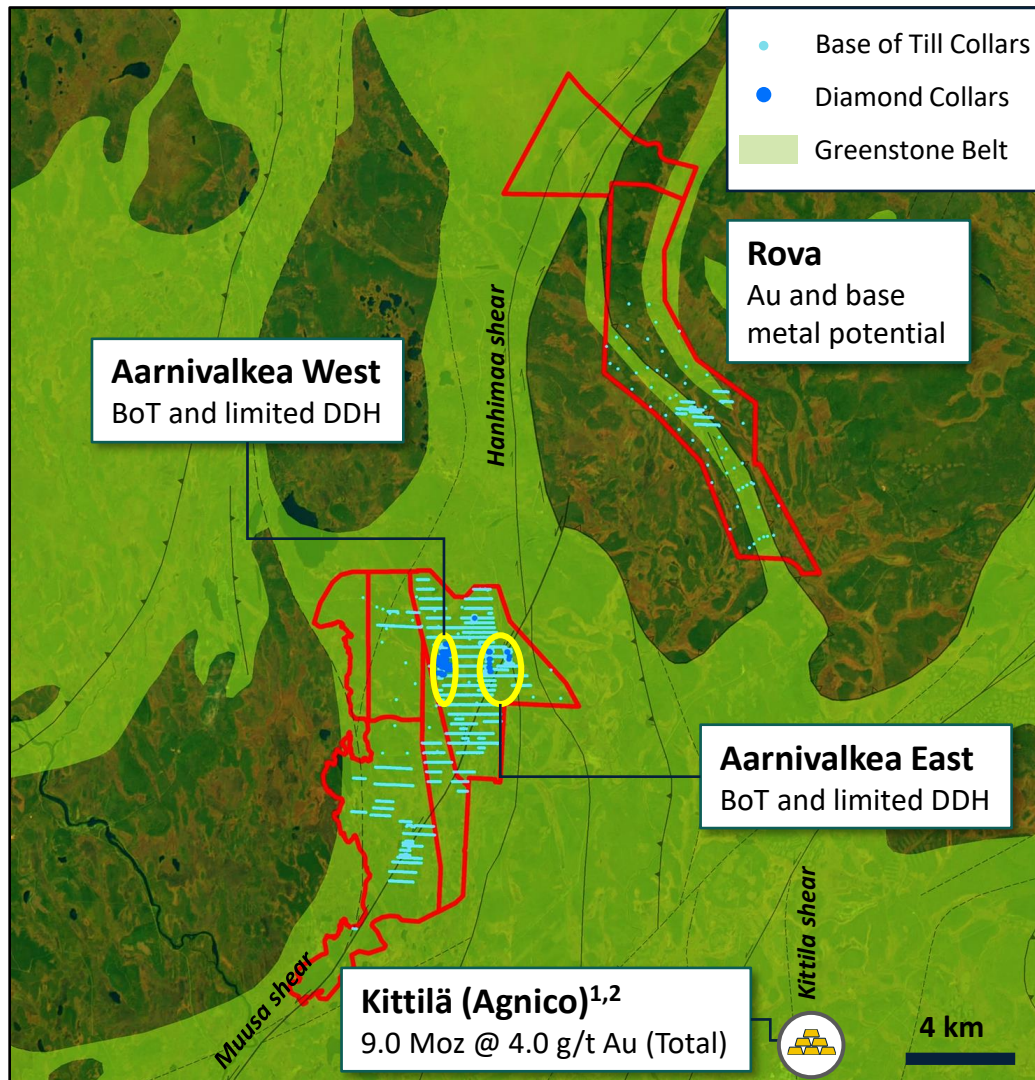 Base of Till Collars
Diamond Collars
Greenstone Belt
Rova
Au and base
metal potential
Hanhimaa shear
Aarnivalkea West
BoT and limited DDH
Aarnivalkea East
BoT and limited DDH
Kittila shear
Muusa shear
Kittilä (Agnico)1,2
9.0 Moz @ 4.0 g/t Au (Total)
4 km